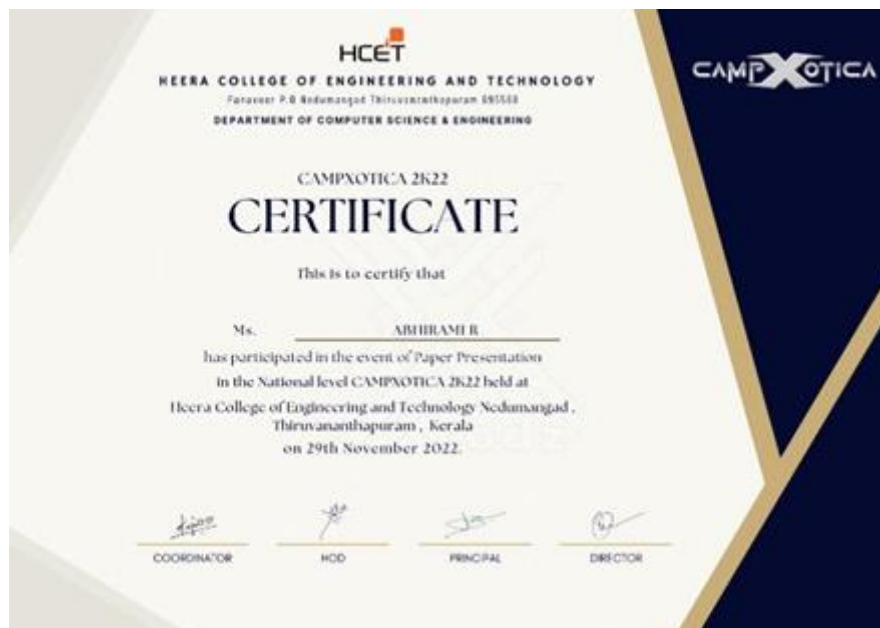 HCET
HEERA COLLEGE OF ENGINEERING AND TECHNOLOGY
P.O Nedumangad Thiruvananthapuram
DEPARTMENT OF COMPUTER SCIENCE & ENGINEERING
CAMPXOTICA
CAMPXOTICA 2K22
CERTIFICATE
This is to certify that
Ms. ABHIRAMI R
has participated in the event of Paper Presentation
in the National level CAMPXOTICA 2K22 held at
Heera College of Engineering and Technology Nedumangad ,
Thiruvananthapuram , Kerala
on 29th November 2022.
COORDINATOR
HOD
PRINCIPAL
DIRECTOR